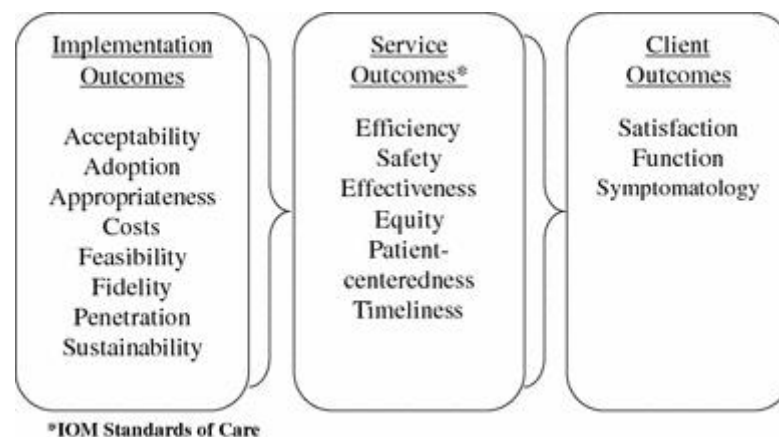 Implementation
Outcomes
Acceptability
Adoption
Appropriateness
Costs
Feasibility
Fidelity
Penetration
Sustainability
Service
Outcomes*
Efficiency
Safety
Effectiveness
Equity
Patient-
centeredness
Timeliness
Client
Outcomes
Satisfaction
Function
Symptomatology
*IOM Standards of Care